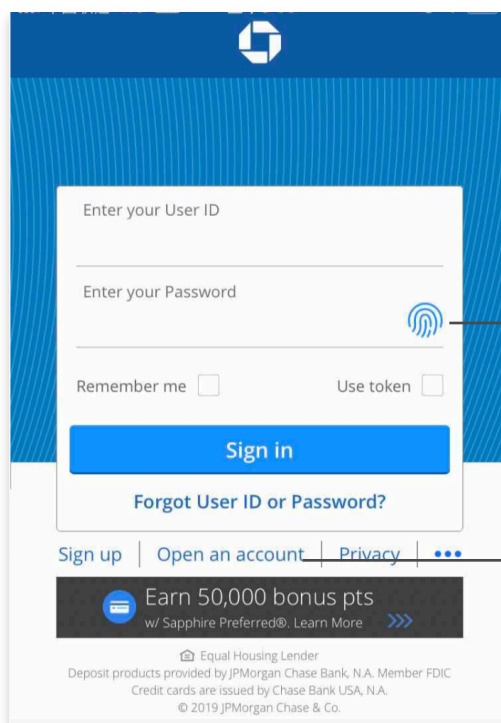 Enter your User ID
Enter your Password
Remember me
Use token
Sign in
Forgot User ID or Password?
Sign up | Open an account | Privacy | •••
Earn 50,000 bonus pts
w/ Sapphire Preferred®. Learn More >>>
Equal Housing Lender
Deposit products provided by JPMorgan Chase Bank, N.A. Member FDIC
Credit cards are issued by Chase Bank USA, N.A.
© 2019 JPMorgan Chase & Co.